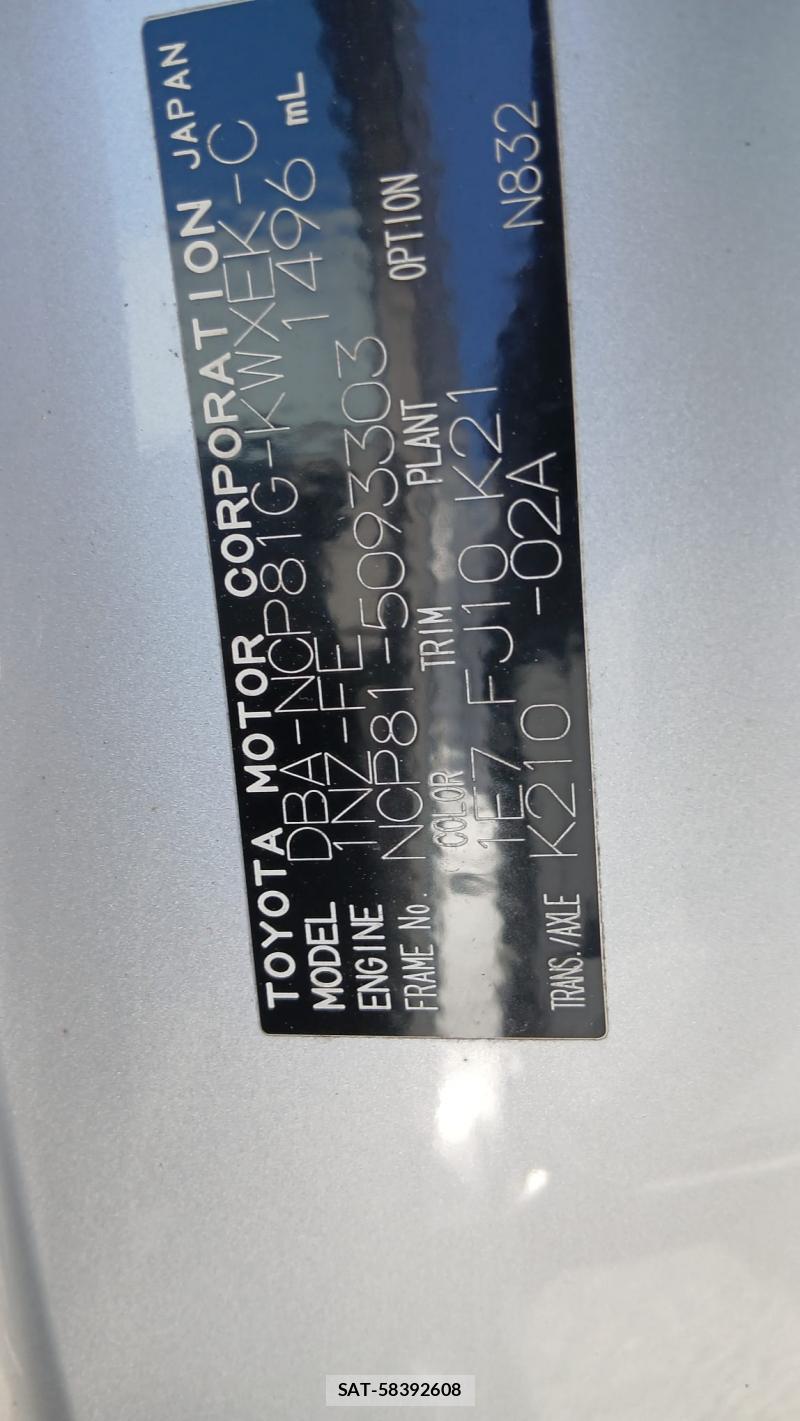 TOYOTA MOTOR CORPORATION JAPAN
MODEL DBA-NCP81G-KWXEK-C
ENGINE 1NZ-FE 1496 mL
FRAME No. NCP81-5093303
COLOR TRIM PLANT OPTION
1E7 FJ10 K21 N832
TRANS./AXLE K210 -02A
SAT-58392608